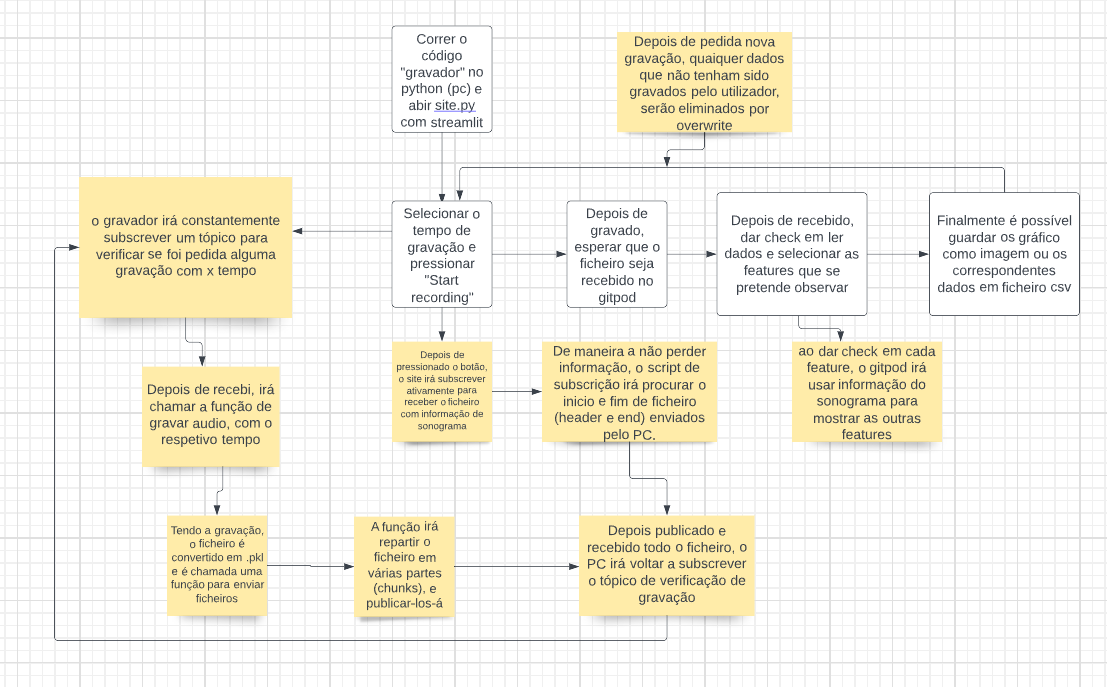 Correr o
código
"gravador" no
python (pc) e
abir site.py
com streamlit
Depois de pedida nova
gravação, quaiquer dados
que não tenham sido
gravados pelo utilizador,
serão eliminados por
overwrite
o gravador irá constantemente
subscrever um tópico para
verificar se foi pedida alguma
gravação com x tempo
Selecionar o
tempo de
gravação e
pressionar
"Start
recording"
Depois de
gravado,
esperar que o
ficheiro seja
recebido no
gitpod
Depois de recebido,
dar check em ler
dados e selecionar as
features que se
pretende observar
Finalmente é possível
guardar os gráfico
como imagem ou os
correspondentes
dados em ficheiro csv
Depois de recebi, irá
chamar a função de
gravar audio, com o
respetivo tempo
Depois de
pressionado o botão,
o site irá subscrever
ativamente para
receber o ficheiro
com informação de
sonograma
De maneira a não perder
informação, o script de
subscrição irá procurar o
inicio e fim de ficheiro
(header e end) enviados
pelo PC.
ao dar check em cada
feature, o gitpod irá
usar informação do
sonograma para
mostrar as outras
features
Tendo a gravação,
o ficheiro é
convertido em .pkl
e é chamada uma
função para enviar
ficheiros
A função irá
repartir o
ficheiro em
várias partes
(chunks), e
publicar-los-á
Depois publicado e
recebido todo o ficheiro, o
PC irá voltar a subscrever
o tópico de verificação de
gravação